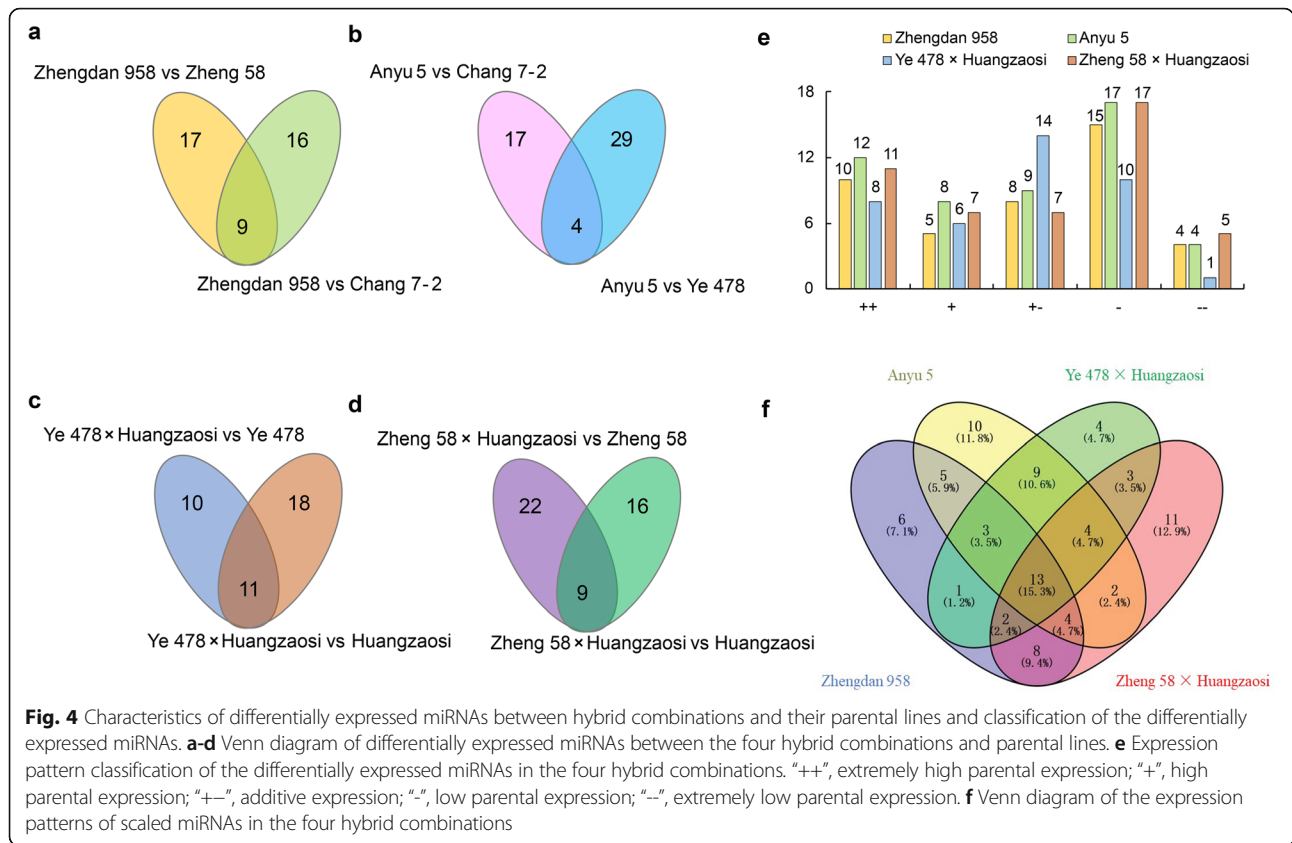 a
Zhengdan 958 vs Zheng 58
17
16
9
Zhengdan 958 vs Chang 7-2
b
Anyu 5 vs Chang 7-2
17
29
4
Anyu 5 vs Ye 478
e
Zhengdan 958
Anyu 5
Ye 478 × Huangzaosi
Zheng 58 × Huangzaosi
18
12
6
0
10 12 8 11
5 8 6 7
8 9 14 7
15 17 10 17
4 4 1 5
++ + +- - --
c
Ye 478×Huangzaosi vs Ye 478
10
18
11
Ye 478×Huangzaosi vs Huangzaosi
d
Zheng 58 × Huangzaosi vs Zheng 58
22
16
9
Zheng 58×Huangzaosi vs Huangzaosi
f
Anyu 5
Ye 478 × Huangzaosi
10
(11.8%)
4
(4.7%)
5
(5.9%)
9
(10.6%)
3
(3.5%)
6
(7.1%)
3
(3.5%)
4
(4.7%)
11
(12.9%)
13
(15.3%)
1
(1.2%)
2
(2.4%)
2
(2.4%)
4
(4.7%)
8
(9.4%)
Zhengdan 958
Zheng 58 × Huangzaosi
Fig. 4 Characteristics of differentially expressed miRNAs between hybrid combinations and their parental lines and classification of the differentially
expressed miRNAs. a-d Venn diagram of differentially expressed miRNAs between the four hybrid combinations and parental lines. e Expression
pattern classification of the differentially expressed miRNAs in the four hybrid combinations. “++”, extremely high parental expression; “+”, high
parental expression; “+−”, additive expression; “-”, low parental expression; “--”, extremely low parental expression. f Venn diagram of the expression
patterns of scaled miRNAs in the four hybrid combinations